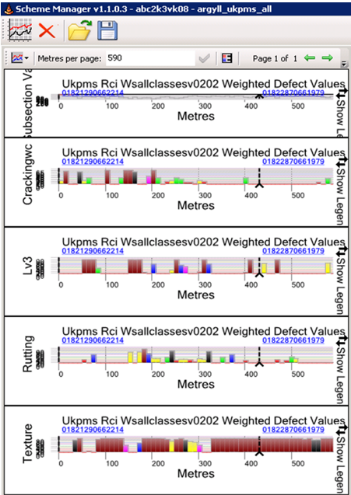 Scheme Manager v1.1.0.3 - abc2k3vk08 - argyll_ukpms_all
Metres per page: 590
Page 1 of 1
Subsection Va
Ukpms Rci Wsallclassesv0202 Weighted Defect Values
01821290662214 01822870661979
0 100 200 300 400 500
Metres
Show Le
Crackingwc
Ukpms Rci Wsallclassesv0202 Weighted Defect Values
01821290662214 01822870661979
0 100 200 300 400 500
Metres
Show Legen
Lv3
Ukpms Rci Wsallclassesv0202 Weighted Defect Values
01821290662214 01822870661979
0 100 200 300 400 500
Metres
Show Legen
Rutting
Ukpms Rci Wsallclassesv0202 Weighted Defect Values
01821290662214 01822870661979
0 100 200 300 400 500
Metres
Show Legen
Texture
Ukpms Rci Wsallclassesv0202 Weighted Defect Values
01821290662214 01822870661979
0 100 200 300 400 500
Metres
Show Legen